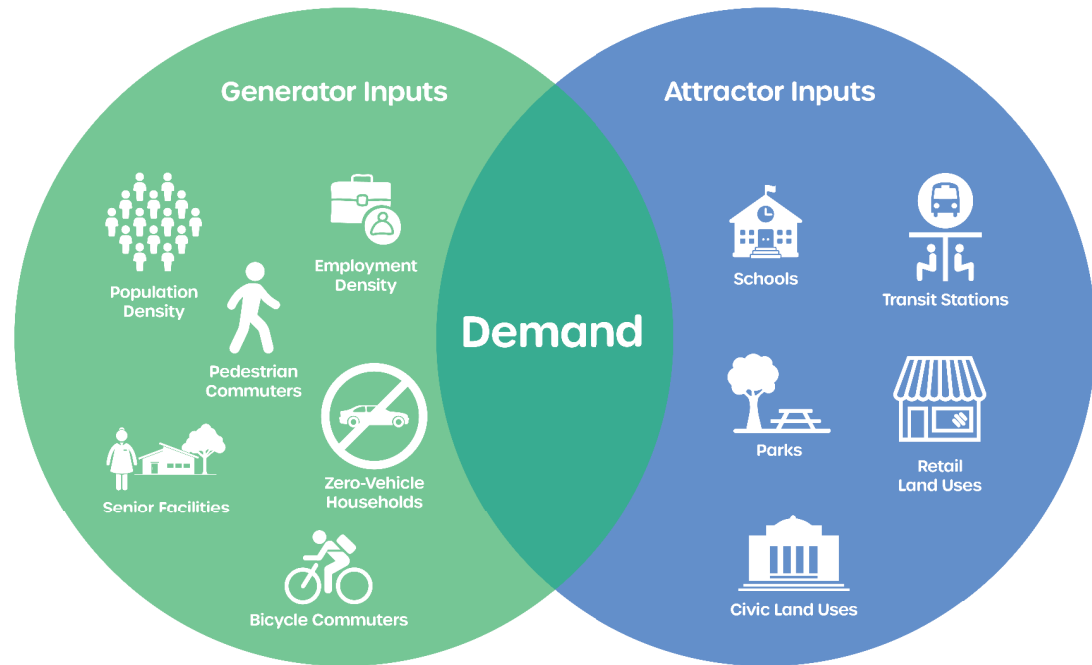 Generator Inputs
Population
Density
Employment
Density
Pedestrian
Commuters
Senior Facilities
Zero-Vehicle
Households
Bicycle Commuters
Demand
Attractor Inputs
Schools
Transit Stations
Parks
Retail
Land Uses
Civic Land Uses